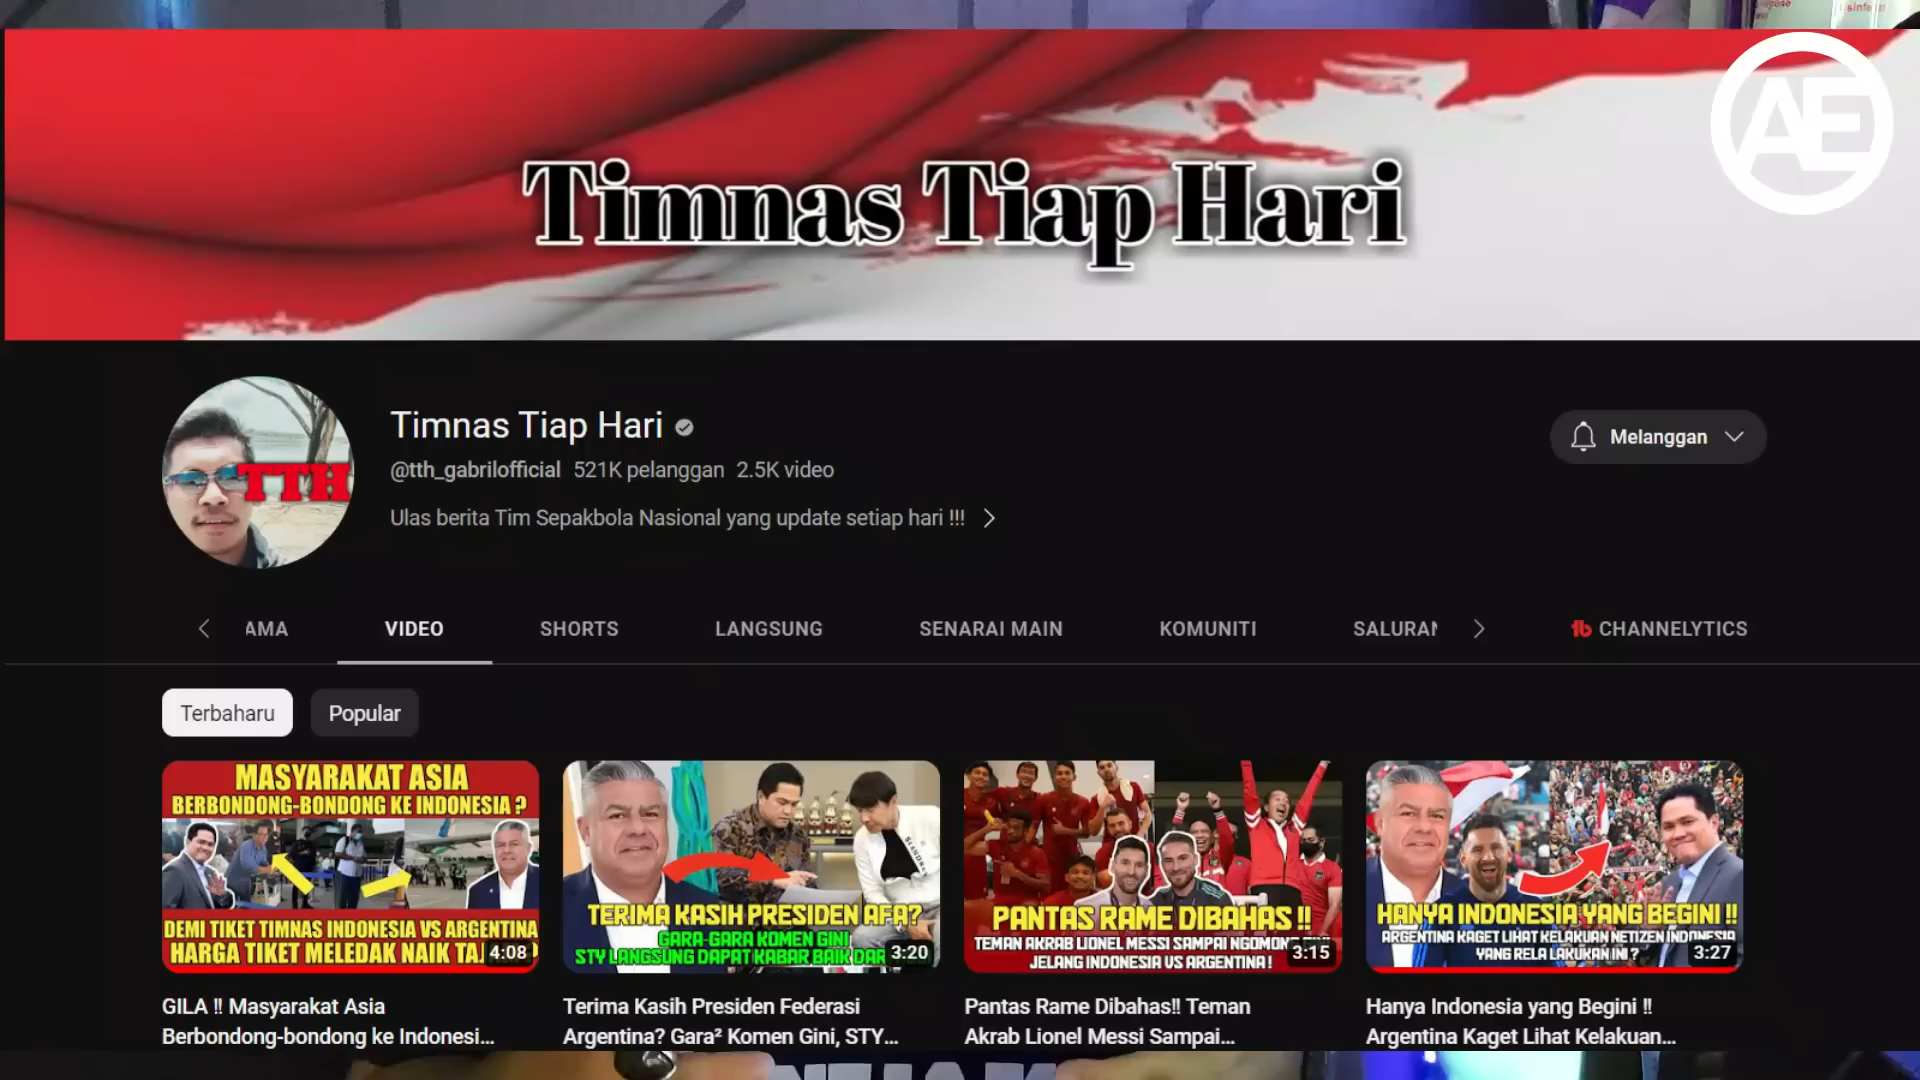 AE
Timnas Tiap Hari
TTH
Timnas Tiap Hari
@tth_gabrilofficial 521K pelanggan 2.5K video
Ulas berita Tim Sepakbola Nasional yang update setiap hari !!!
Melanggan
AMA VIDEO SHORTS LANGSUNG SENARAI MAIN KOMUNITI SALURAN CHANNELYTICS
Terbaharu Popular
MASYARAKAT ASIA
BERBONDONG-BONDONG KE INDONESIA ?
DEMI TIKET TIMNAS INDONESIA VS ARGENTINA
HARGA TIKET MELEDAK NAIK
4:08
TERIMA KASIH PRESIDEN AFA?
GARA-GARA KOMEN GINI
STY LANGSUNG DAPAT KABAR BAIK DAR
3:20
PANTAS RAME DIBAHAS !!
TEMAN AKRAB LIONEL MESSI SAMPAI
JELANG INDONESIA VS ARGENTINA !
3:15
HANYA INDONESIA YANG BEGINI !!
ARGENTINA KAGET LIHAT KELAKUAN NETIZEN INDONESIA
YANG RELA LAKUKAN INI ?
3:27
GILA !! Masyarakat Asia
Berbondong-bondong ke Indonesi...
Terima Kasih Presiden Federasi
Argentina? Gara² Komen Gini, STY...
Pantas Rame Dibahas!! Teman
Akrab Lionel Messi Sampai...
Hanya Indonesia yang Begini !!
Argentina Kaget Lihat Kelakuan...